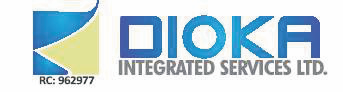 DIOKA
INTEGRATED SERVICES LTD.
RC: 962977